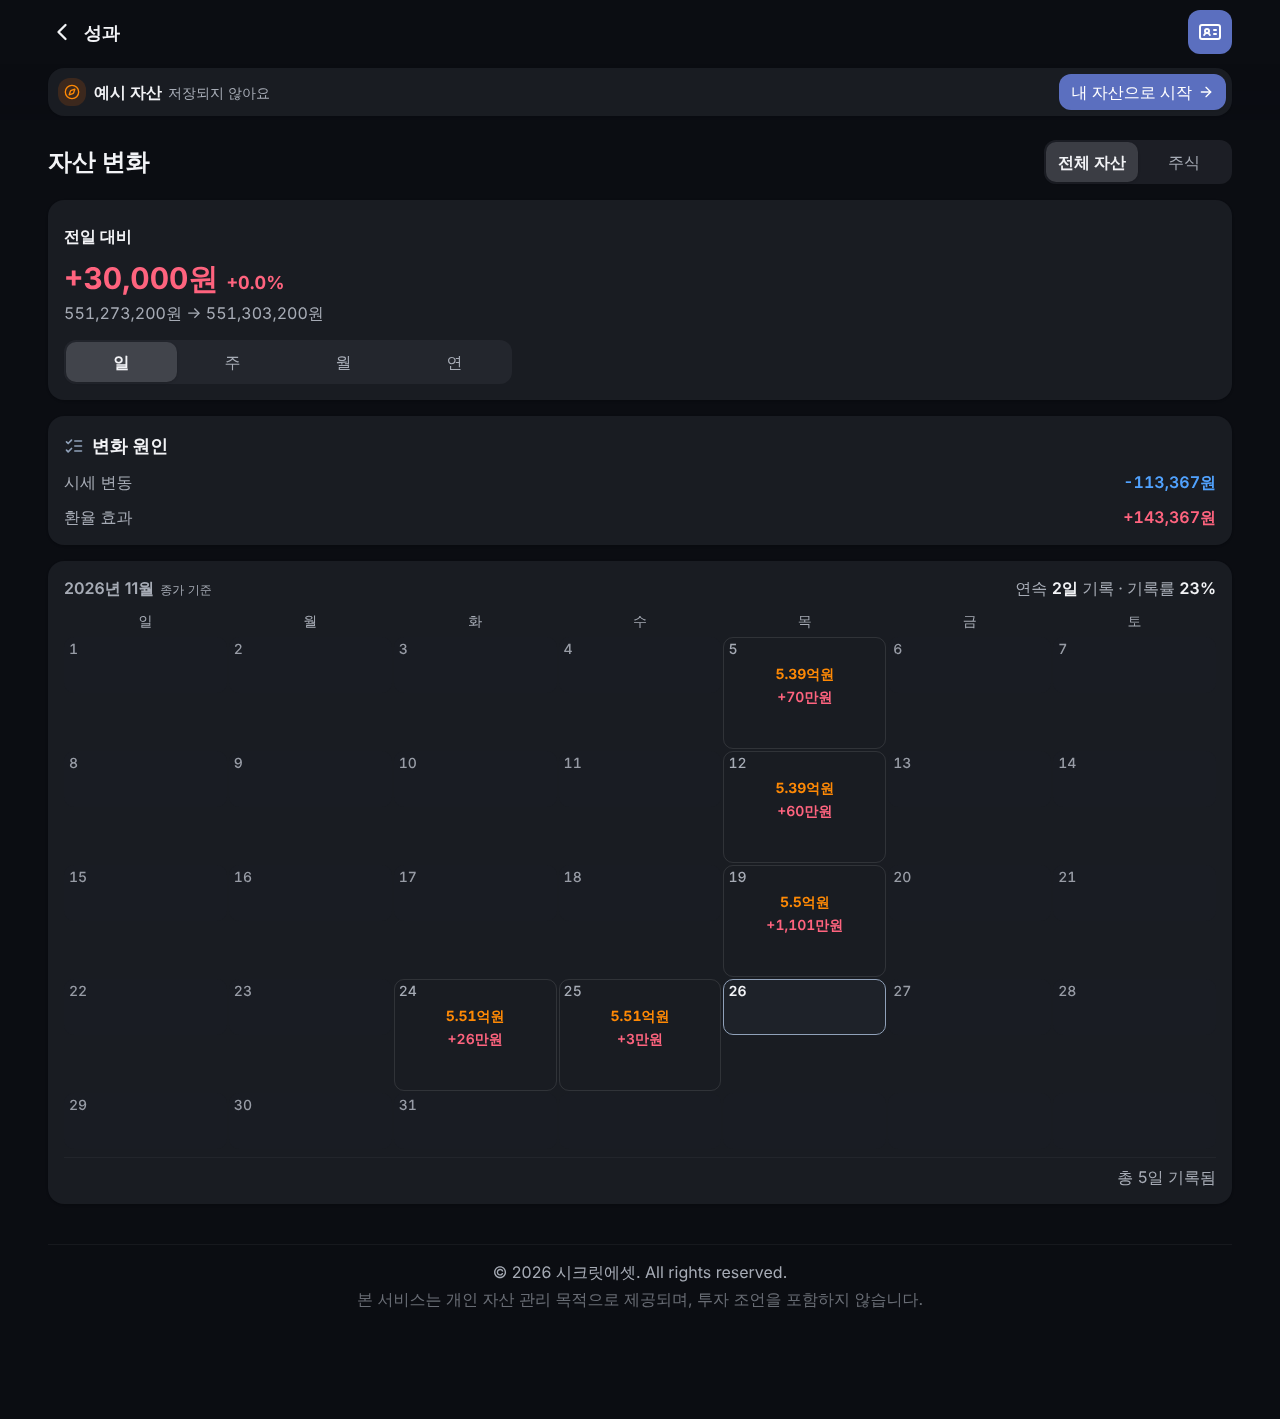 성과
예시 자산 저장되지 않아요
내 자산으로 시작 →
자산 변화
전체 자산 주식
전일 대비
+30,000원 +0.0%
551,273,200원 → 551,303,200원
일 주 월 연
변화 원인
시세 변동 -113,367원
환율 효과 +143,367원
2026년 11월 종가 기준
연속 2일 기록 · 기록률 23%
일 월 화 수 목 금 토
1 2 3 4 5 6 7
5.39억원
+70만원
8 9 10 11 12 13 14
5.39억원
+60만원
15 16 17 18 19 20 21
5.5억원
+1,101만원
22 23 24 25 26 27 28
5.51억원 5.51억원
+26만원 +3만원
29 30 31
총 5일 기록됨
© 2026 시크릿에셋. All rights reserved.
본 서비스는 개인 자산 관리 목적으로 제공되며, 투자 조언을 포함하지 않습니다.